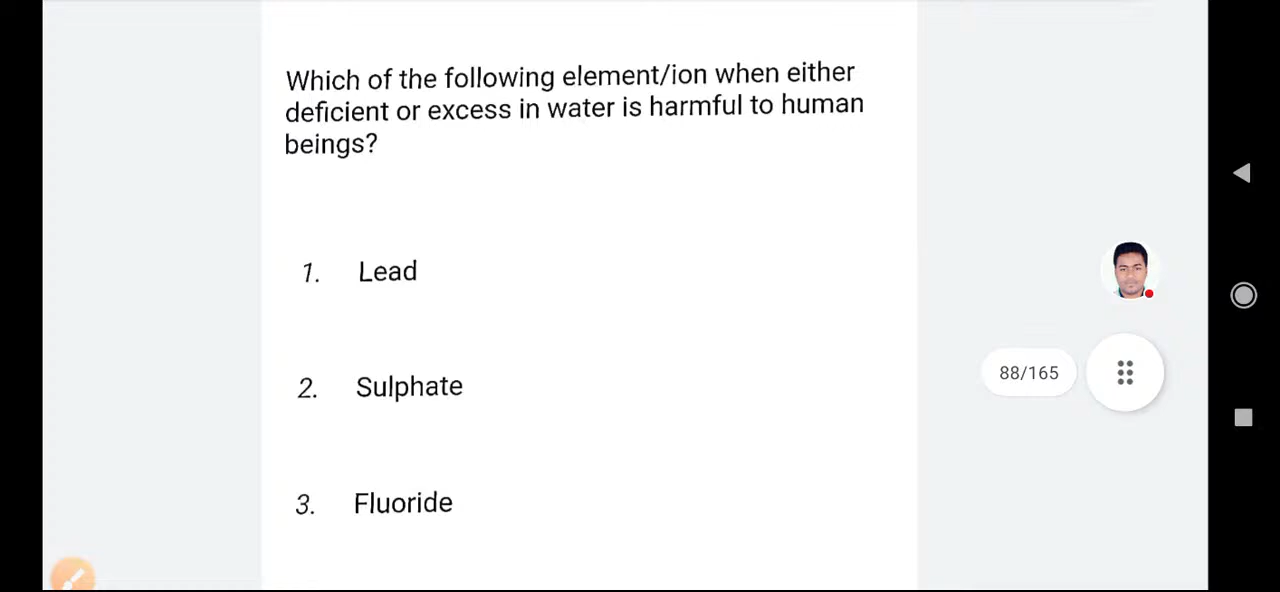 Which of the following element/ion when either
deficient or excess in water is harmful to human
beings?
1. Lead
88/165
2. Sulphate
3. Fluoride